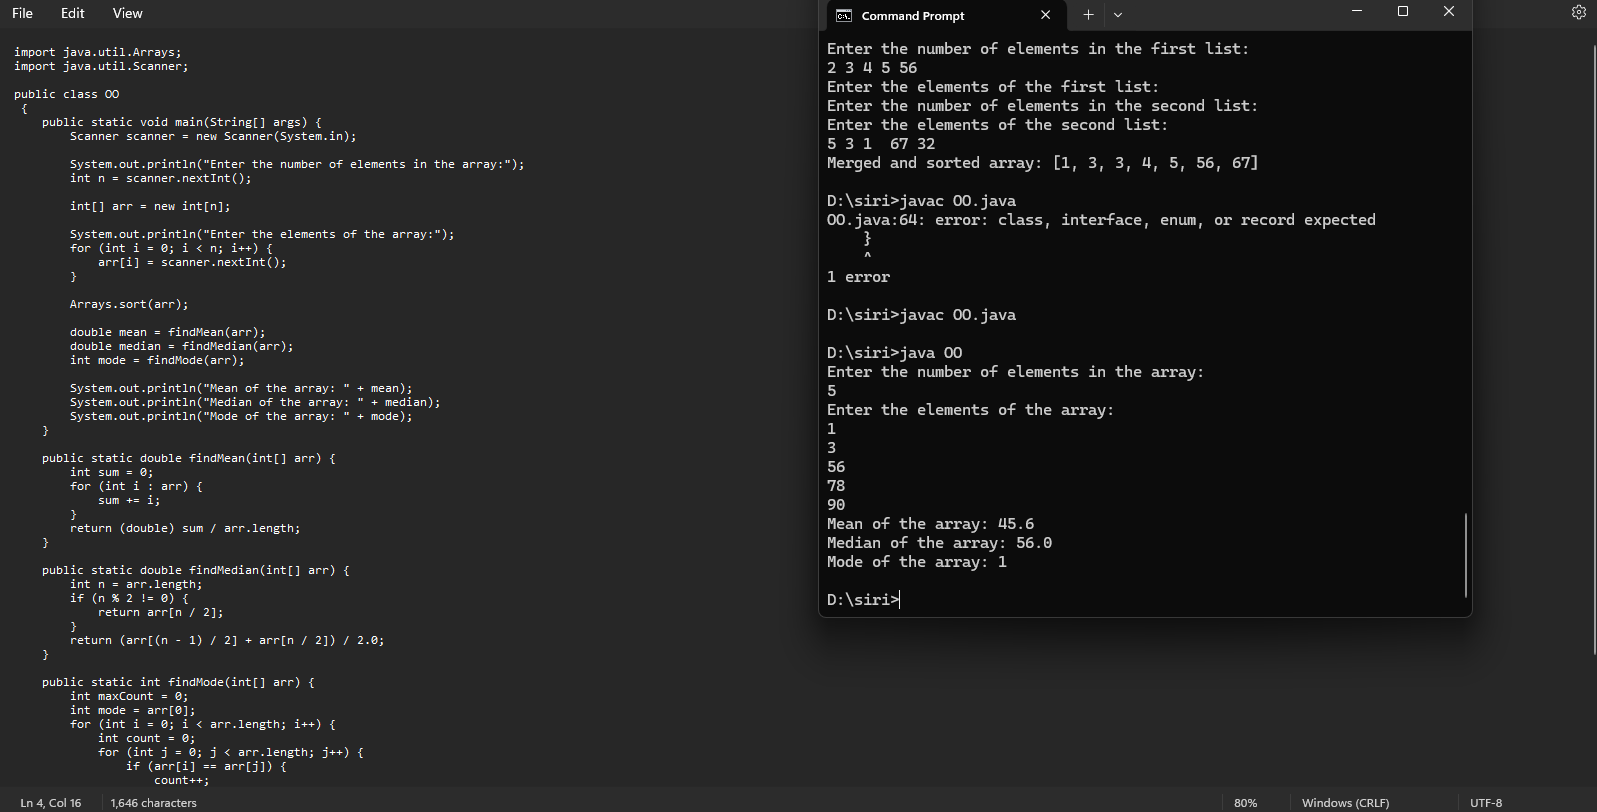 File Edit View
import java.util.Arrays;
import java.util.Scanner;
public class OO
{
public static void main(String[] args) {
Scanner scanner = new Scanner(System.in);
System.out.println("Enter the number of elements in the array:");
int n = scanner.nextInt();
int[] arr = new int[n];
System.out.println("Enter the elements of the array:");
for (int i = 0; i < n; i++) {
arr[i] = scanner.nextInt();
}
Arrays.sort(arr);
double mean = findMean(arr);
double median = findMedian(arr);
int mode = findMode(arr);
System.out.println("Mean of the array: " + mean);
System.out.println("Median of the array: " + median);
System.out.println("Mode of the array: " + mode);
}
public static double findMean(int[] arr) {
int sum = 0;
for (int i : arr) {
sum += i;
}
return (double) sum / arr.length;
}
public static double findMedian(int[] arr) {
int n = arr.length;
if (n % 2 != 0) {
return arr[n / 2];
}
return (arr[(n - 1) / 2] + arr[n / 2]) / 2.0;
}
public static int findMode(int[] arr) {
int maxCount = 0;
int mode = arr[0];
for (int i = 0; i < arr.length; i++) {
int count = 0;
for (int j = 0; j < arr.length; j++) {
if (arr[i] == arr[j]) {
count++;
Ln 4, Col 16 1,646 characters 80% Windows (CRLF) UTF-8
Command Prompt
Enter the number of elements in the first list:
2 3 4 5 56
Enter the elements of the first list:
Enter the number of elements in the second list:
Enter the elements of the second list:
5 3 1  67 32
Merged and sorted array: [1, 3, 3, 4, 5, 56, 67]
D:\siri>javac OO.java
OO.java:64: error: class, interface, enum, or record expected
}
^
1 error
D:\siri>javac OO.java
D:\siri>java OO
Enter the number of elements in the array:
5
Enter the elements of the array:
1
3
56
78
90
Mean of the array: 45.6
Median of the array: 56.0
Mode of the array: 1
D:\siri>